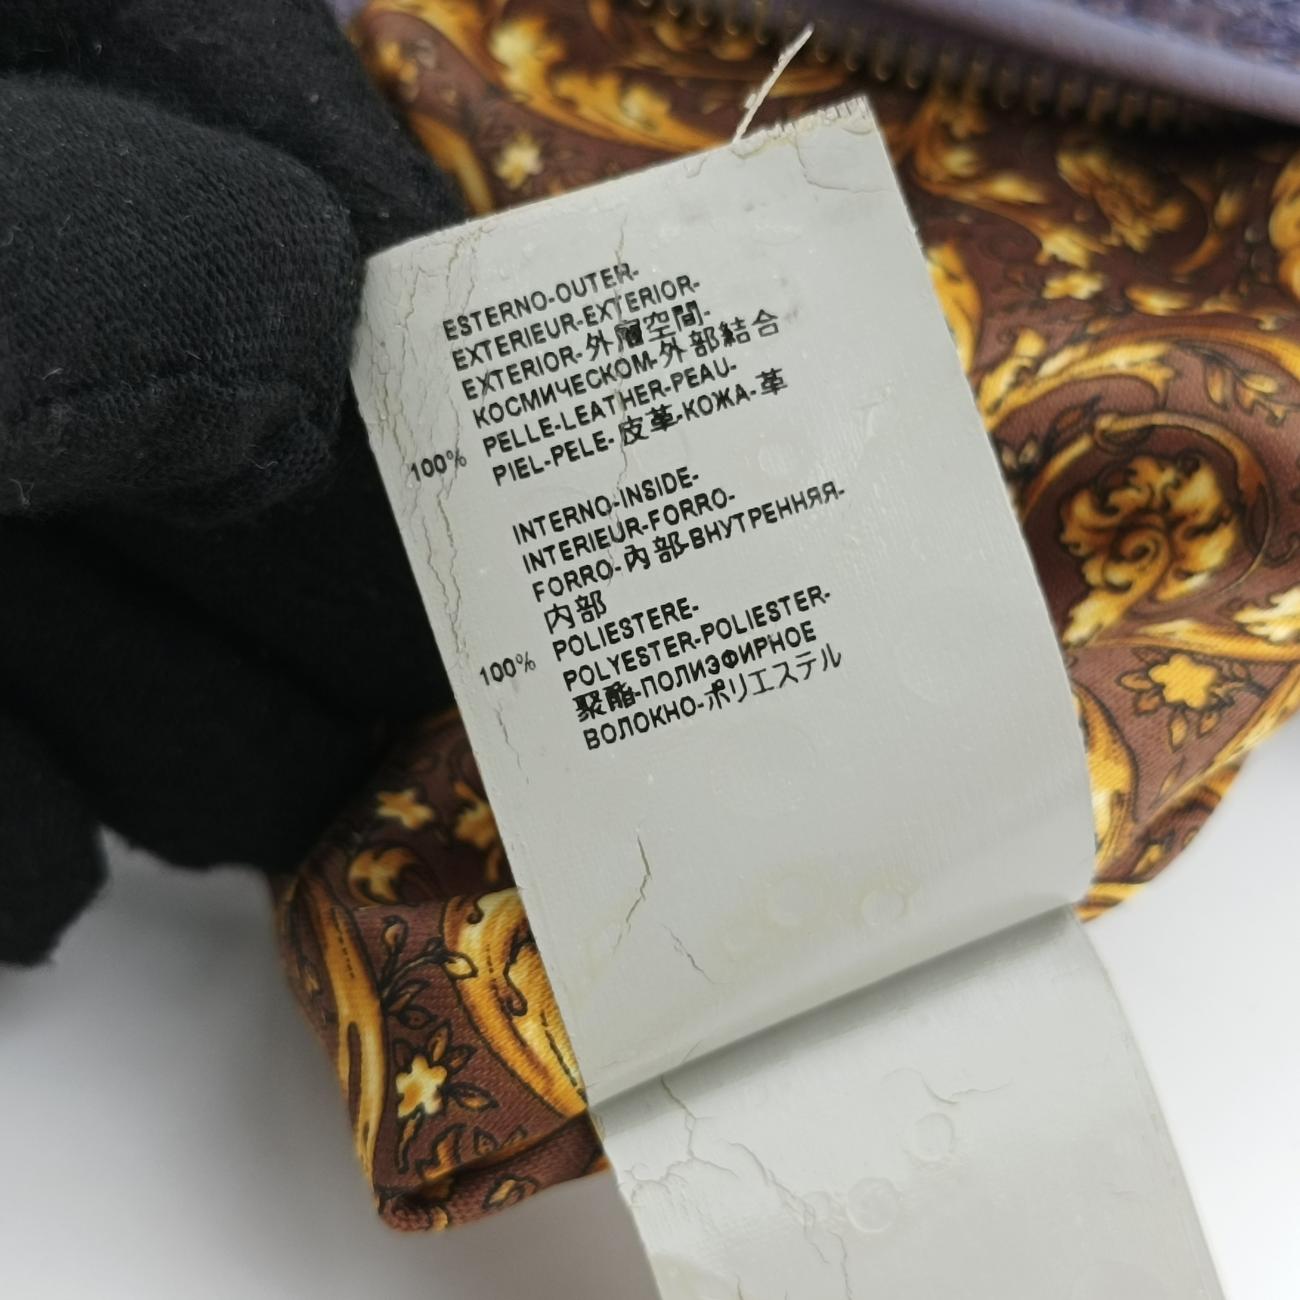 ESTERNO-OUTER-
EXTERIEUR-EXTERIOR-
EXTERIOR-外層空間-
КОСМИЧЕСКОМ-外部結合
PELLE-LEATHER-PEAU-
100% PIEL-PELE-皮革-КОЖА-革
INTERNO-INSIDE-
INTERIEUR-FORRO-
FORRO-內部-ВНУТРЕННЯЯ-
内部
POLIESTERE-
100% POLYESTER-POLIESTER-
聚酯-ПОЛИЭФИРНОЕ
ВОЛОКНО-ポリエステル